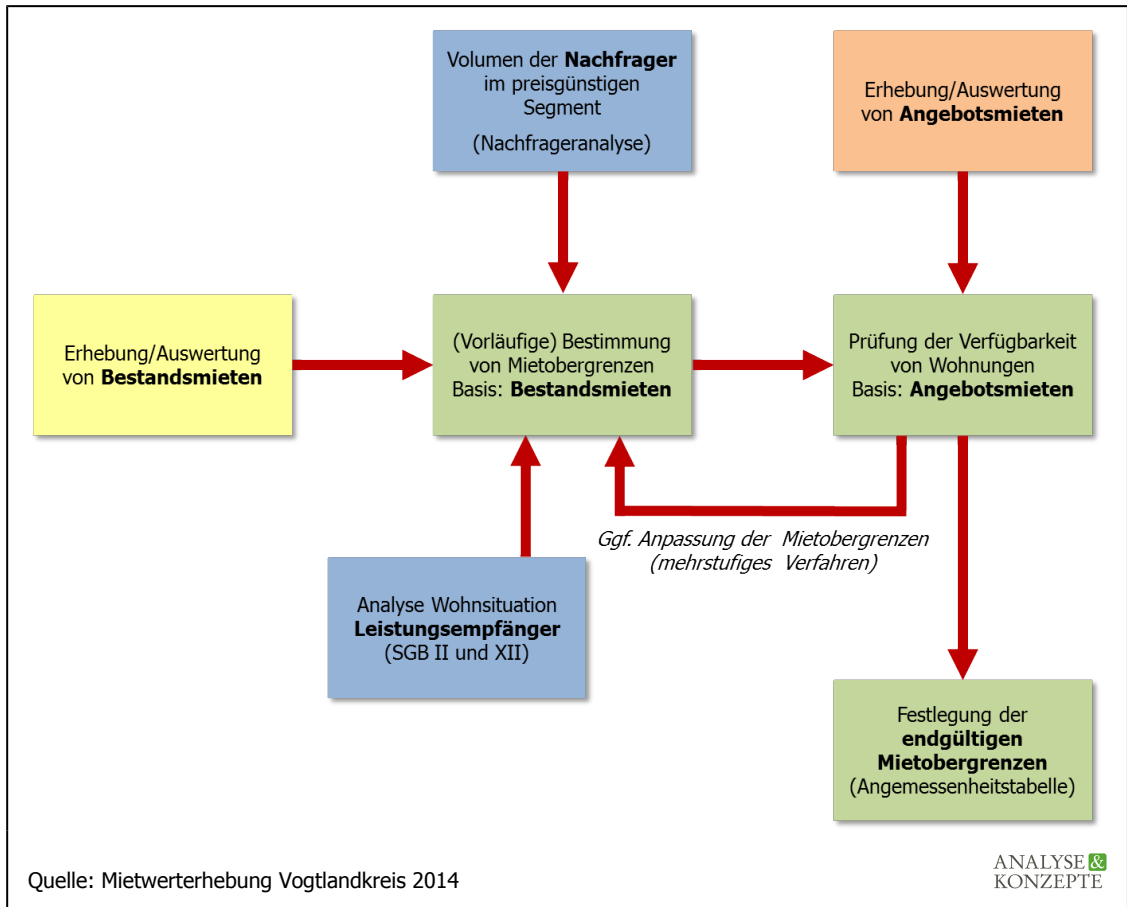 Volumen der Nachfrager
im preisgünstigen
Segment
(Nachfrageranalyse)
Erhebung/Auswertung
von Angebotsmieten
Erhebung/Auswertung
von Bestandsmieten
(Vorläufige) Bestimmung
von Mietobergrenzen
Basis: Bestandsmieten
Prüfung der Verfügbarkeit
von Wohnungen
Basis: Angebotsmieten
Ggf. Anpassung der Mietobergrenzen
(mehrstufiges Verfahren)
Analyse Wohnsituation
Leistungsempfänger
(SGB II und XII)
Festlegung der
endgültigen
Mietobergrenzen
(Angemessenheitstabelle)
Quelle: Mietwerterhebung Vogtlandkreis 2014
ANALYSE &
KONZEPTE